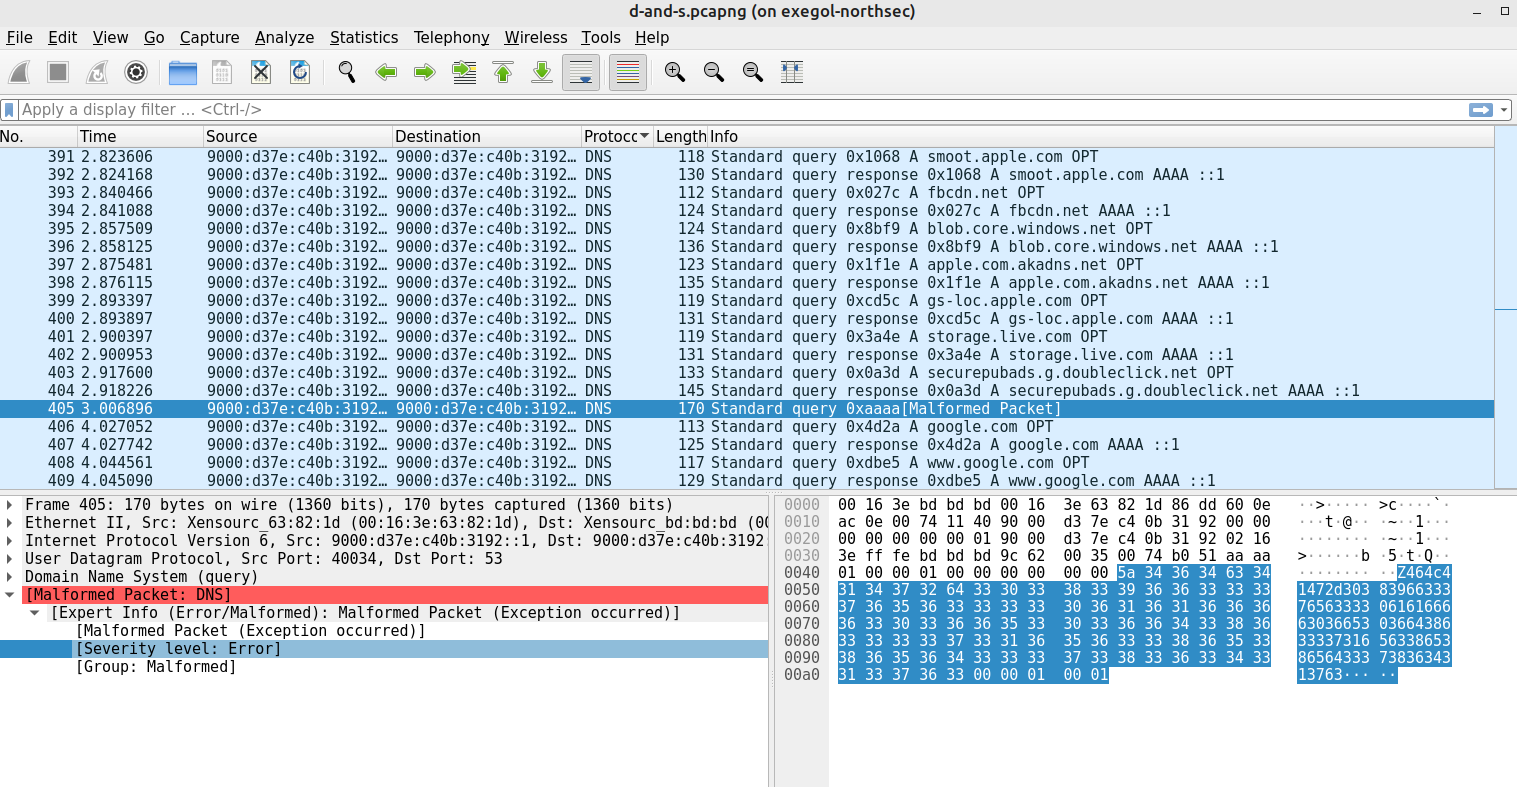 d-and-s.pcapng (on exegol-northsec)
File Edit View Go Capture Analyze Statistics Telephony Wireless Tools Help
Apply a display filter … <Ctrl-/>
No. Time Source Destination Protocc Length Info
391 2.823606 9000:d37e:c40b:3192… 9000:d37e:c40b:3192… DNS 118 Standard query 0x1068 A smoot.apple.com OPT
392 2.824168 9000:d37e:c40b:3192… 9000:d37e:c40b:3192… DNS 130 Standard query response 0x1068 A smoot.apple.com AAAA ::1
393 2.840466 9000:d37e:c40b:3192… 9000:d37e:c40b:3192… DNS 112 Standard query 0x027c A fbcdn.net OPT
394 2.841088 9000:d37e:c40b:3192… 9000:d37e:c40b:3192… DNS 124 Standard query response 0x027c A fbcdn.net AAAA ::1
395 2.857509 9000:d37e:c40b:3192… 9000:d37e:c40b:3192… DNS 124 Standard query 0x8bf9 A blob.core.windows.net OPT
396 2.858125 9000:d37e:c40b:3192… 9000:d37e:c40b:3192… DNS 136 Standard query response 0x8bf9 A blob.core.windows.net AAAA ::1
397 2.875481 9000:d37e:c40b:3192… 9000:d37e:c40b:3192… DNS 123 Standard query 0x1f1e A apple.com.akadns.net OPT
398 2.876115 9000:d37e:c40b:3192… 9000:d37e:c40b:3192… DNS 135 Standard query response 0x1f1e A apple.com.akadns.net AAAA ::1
399 2.893397 9000:d37e:c40b:3192… 9000:d37e:c40b:3192… DNS 119 Standard query 0xcd5c A gs-loc.apple.com OPT
400 2.893897 9000:d37e:c40b:3192… 9000:d37e:c40b:3192… DNS 131 Standard query response 0xcd5c A gs-loc.apple.com AAAA ::1
401 2.900397 9000:d37e:c40b:3192… 9000:d37e:c40b:3192… DNS 119 Standard query 0x3a4e A storage.live.com OPT
402 2.900953 9000:d37e:c40b:3192… 9000:d37e:c40b:3192… DNS 131 Standard query response 0x3a4e A storage.live.com AAAA ::1
403 2.917600 9000:d37e:c40b:3192… 9000:d37e:c40b:3192… DNS 133 Standard query 0x0a3d A securepubads.g.doubleclick.net OPT
404 2.918226 9000:d37e:c40b:3192… 9000:d37e:c40b:3192… DNS 145 Standard query response 0x0a3d A securepubads.g.doubleclick.net AAAA ::1
405 3.006896 9000:d37e:c40b:3192… 9000:d37e:c40b:3192… DNS 170 Standard query 0xaaaa[Malformed Packet]
406 4.027052 9000:d37e:c40b:3192… 9000:d37e:c40b:3192… DNS 113 Standard query 0x4d2a A google.com OPT
407 4.027742 9000:d37e:c40b:3192… 9000:d37e:c40b:3192… DNS 125 Standard query response 0x4d2a A google.com AAAA ::1
408 4.044561 9000:d37e:c40b:3192… 9000:d37e:c40b:3192… DNS 117 Standard query 0xdbe5 A www.google.com OPT
409 4.045090 9000:d37e:c40b:3192… 9000:d37e:c40b:3192… DNS 129 Standard query response 0xdbe5 A www.google.com AAAA ::1
Frame 405: 170 bytes on wire (1360 bits), 170 bytes captured (1360 bits)
Ethernet II, Src: Xensourc_63:82:1d (00:16:3e:63:82:1d), Dst: Xensourc_bd:bd:bd (00
Internet Protocol Version 6, Src: 9000:d37e:c40b:3192::1, Dst: 9000:d37e:c40b:3192
User Datagram Protocol, Src Port: 40034, Dst Port: 53
Domain Name System (query)
[Malformed Packet: DNS]
[Expert Info (Error/Malformed): Malformed Packet (Exception occurred)]
[Malformed Packet (Exception occurred)]
[Severity level: Error]
[Group: Malformed]
0000 00 16 3e bd bd bd 00 16 3e 63 82 1d 86 dd 60 0e ··>····· >c····`·
0010 ac 0e 00 74 11 40 90 00 d3 7e c4 0b 31 92 00 00 ···t·@·· ·~··1···
0020 00 00 00 00 00 01 90 00 d3 7e c4 0b 31 92 02 16 ········ ·~··1···
0030 3e ff fe bd bd bd 9c 62 00 35 00 74 b0 51 aa aa >······b ·5·t·Q··
0040 01 00 00 01 00 00 00 00 00 00 5a 34 36 34 63 34 ········ ··Z464c4
0050 31 34 37 32 64 33 30 33 38 33 39 36 36 33 33 33 1472d303 83966333
0060 37 36 35 36 33 33 33 33 30 36 31 36 31 36 36 36 76563333 06161666
0070 36 33 30 33 36 36 35 33 30 36 36 34 33 38 36 63036653 03664386
0080 33 33 33 33 37 33 31 36 35 36 33 33 38 36 35 33 33337316 56338653
0090 38 36 35 36 34 33 33 33 37 33 38 33 36 33 34 33 86564333 73836343
00a0 31 33 37 36 33 00 00 01 00 01 13763··· ··